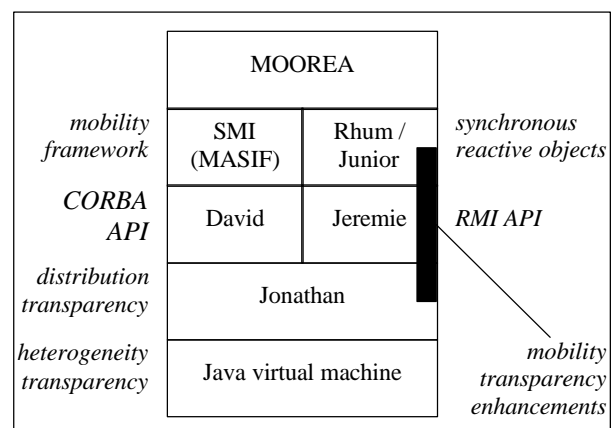 MOOREA
mobility
framework
SMI
(MASIF)
Rhum /
Junior
synchronous
reactive objects
CORBA
API
David
Jeremie
RMI API
distribution
transparency
Jonathan
heterogeneity
transparency
Java virtual machine
mobility
transparency
enhancements